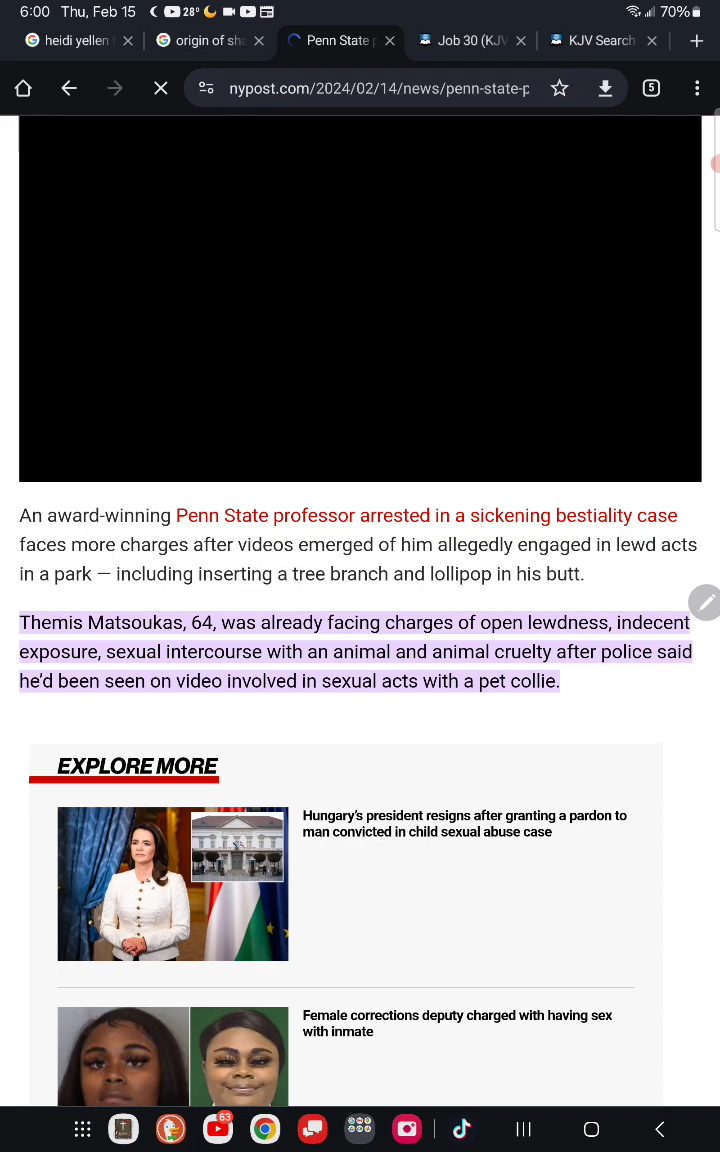 6:00 Thu, Feb 15 28° 70%
heidi yellen
origin of sha
Penn State p
Job 30 (KJV
KJV Search
nypost.com/2024/02/14/news/penn-state-p
5
An award-winning Penn State professor arrested in a sickening bestiality case
faces more charges after videos emerged of him allegedly engaged in lewd acts
in a park — including inserting a tree branch and lollipop in his butt.
Themis Matsoukas, 64, was already facing charges of open lewdness, indecent
exposure, sexual intercourse with an animal and animal cruelty after police said
he’d been seen on video involved in sexual acts with a pet collie.
EXPLORE MORE
Hungary’s president resigns after granting a pardon to
man convicted in child sexual abuse case
Female corrections deputy charged with having sex
with inmate
63